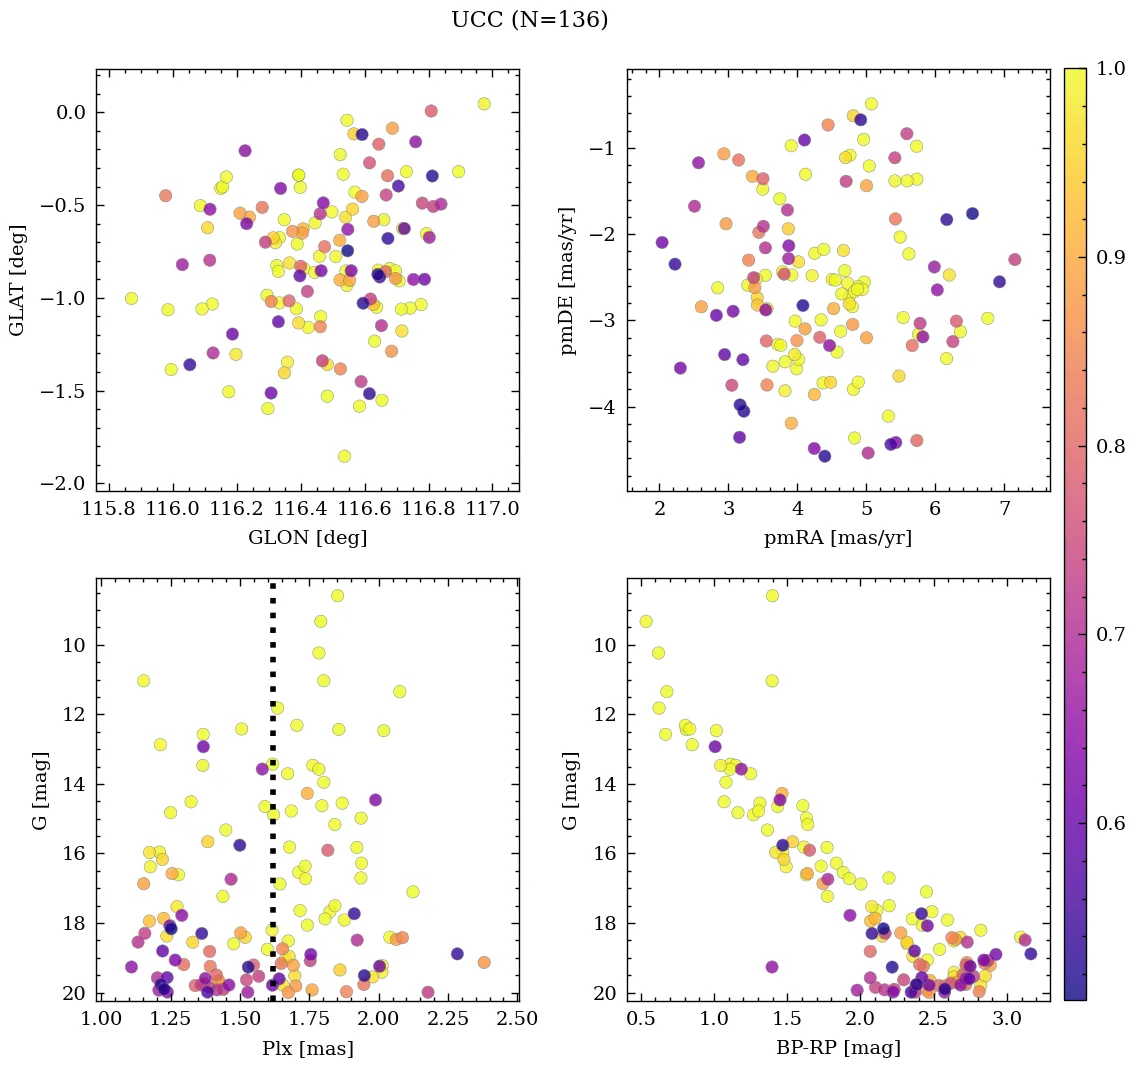 UCC (N=136)
0.0
−0.5
−1.0
−1.5
−2.0
GLAT [deg]
115.8 116.0 116.2 116.4 116.6 116.8 117.0
GLON [deg]
−1
−2
−3
−4
pmDE [mas/yr]
2 3 4 5 6 7
pmRA [mas/yr]
10
12
14
16
18
20
G [mag]
1.00 1.25 1.50 1.75 2.00 2.25 2.50
Plx [mas]
10
12
14
16
18
20
G [mag]
0.5 1.0 1.5 2.0 2.5 3.0
BP-RP [mag]
1.0
0.9
0.8
0.7
0.6